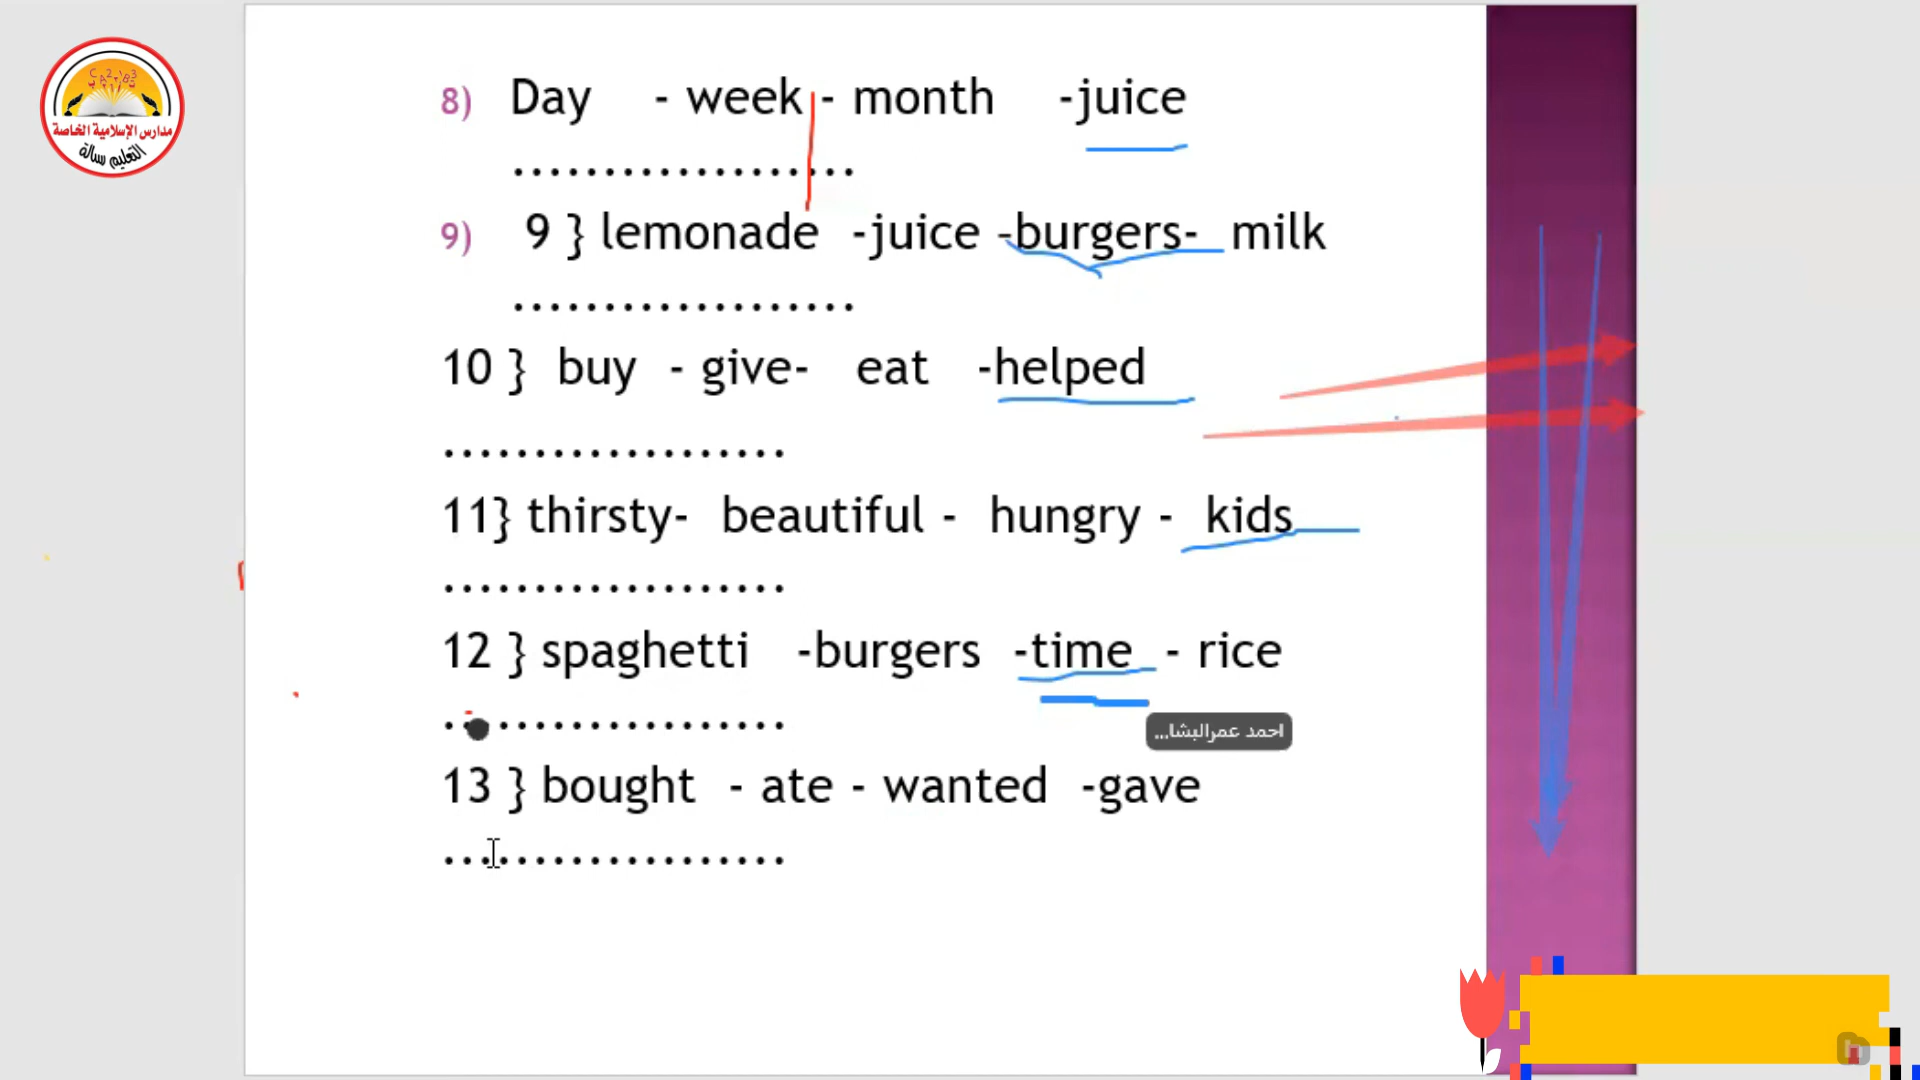 مدارس الإسلامية الخاصة
التعليم رسالة
8) Day - week - month -juice
...................
9) 9 } lemonade -juice -burgers- milk
...................
10 } buy - give- eat -helped
...................
11} thirsty- beautiful - hungry - kids
...................
12 } spaghetti -burgers -time - rice
...................
احمد عمرالبشا...
13 } bought - ate - wanted -gave
...................